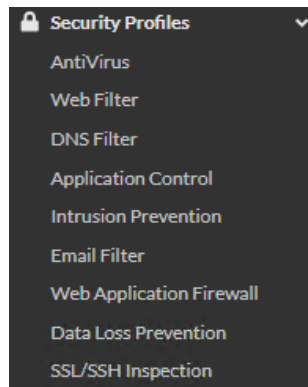 Security Profiles
AntiVirus
Web Filter
DNS Filter
Application Control
Intrusion Prevention
Email Filter
Web Application Firewall
Data Loss Prevention
SSL/SSH Inspection